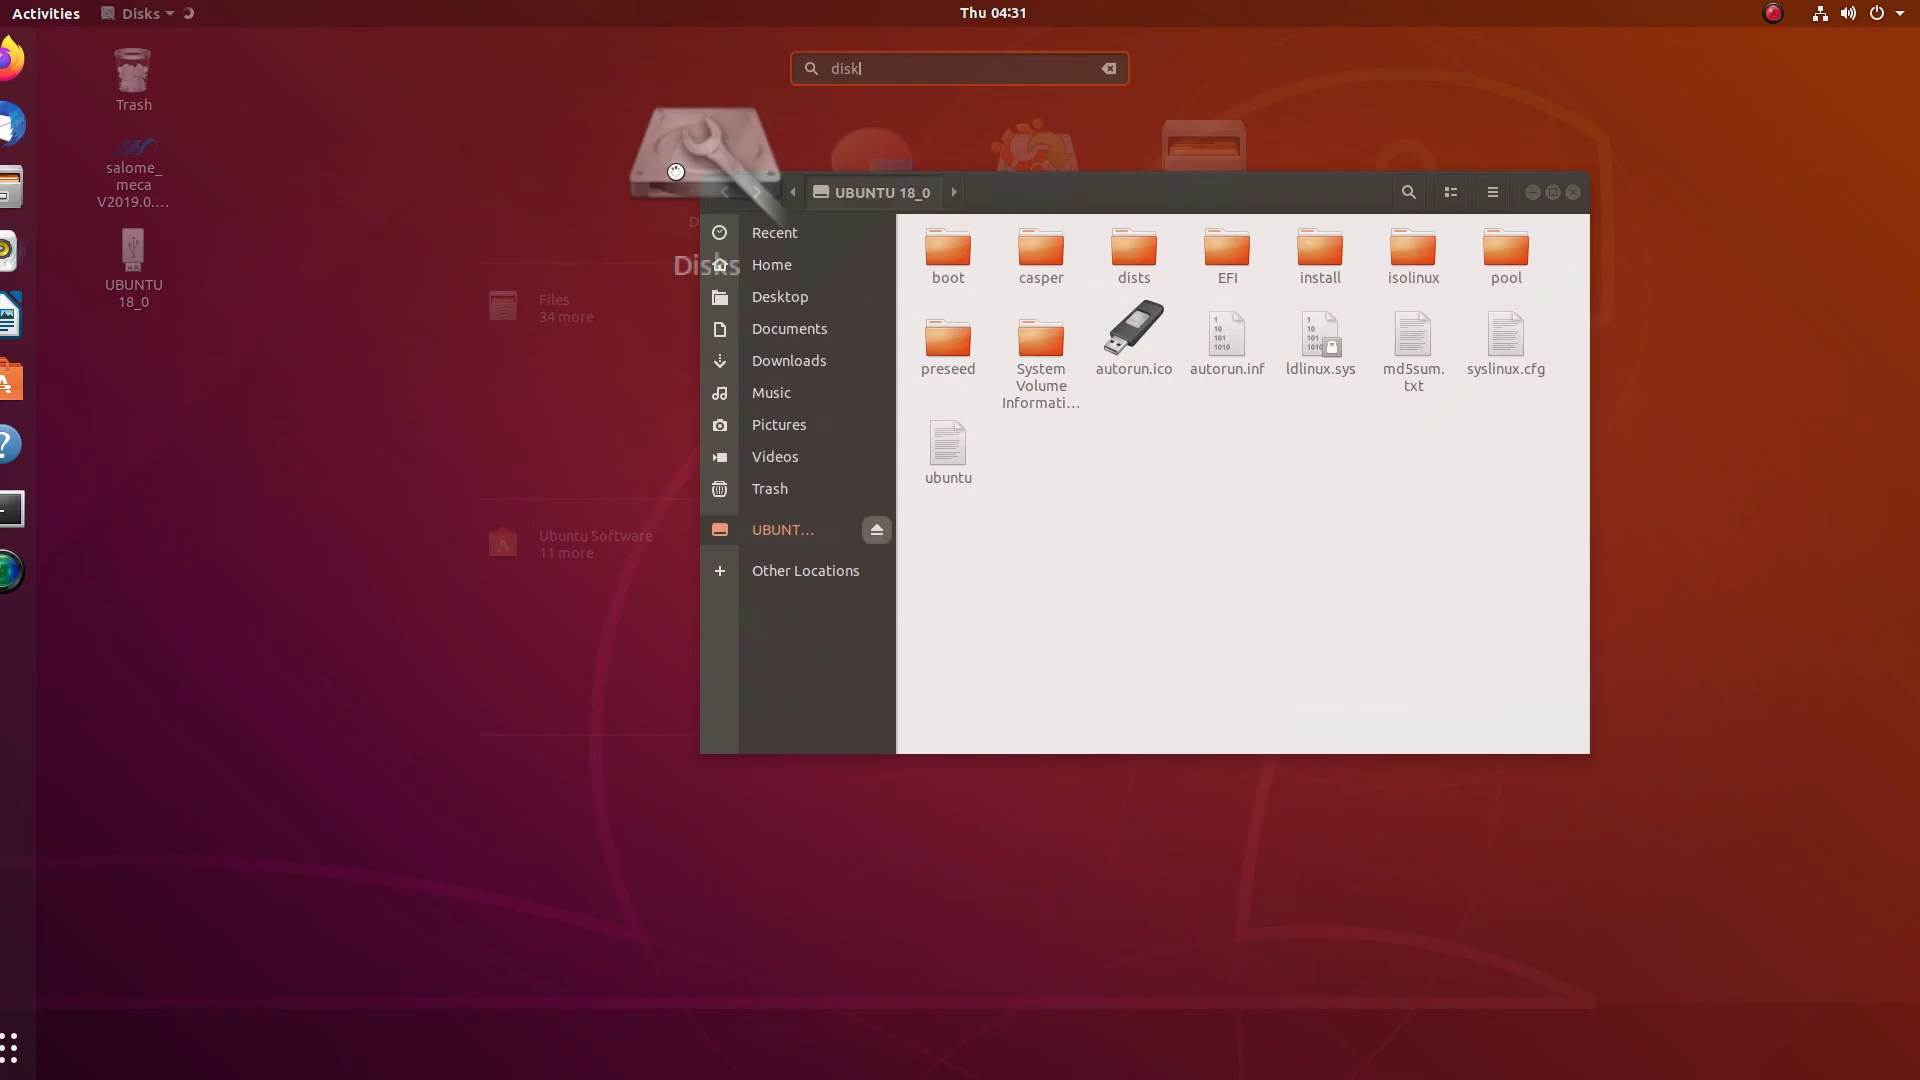 Activities
Disks
Thu 04:31
disk
Trash
salome_
meca
V2019.0....
UBUNTU
18_0
Disks
Files
34 more
Ubuntu Software
11 more
UBUNTU 18_0
Recent
Home
Desktop
Documents
Downloads
Music
Pictures
Videos
Trash
UBUNT...
Other Locations
boot
casper
dists
EFI
install
isolinux
pool
preseed
System
Volume
Informati...
autorun.ico
autorun.inf
ldlinux.sys
md5sum.
txt
syslinux.cfg
ubuntu